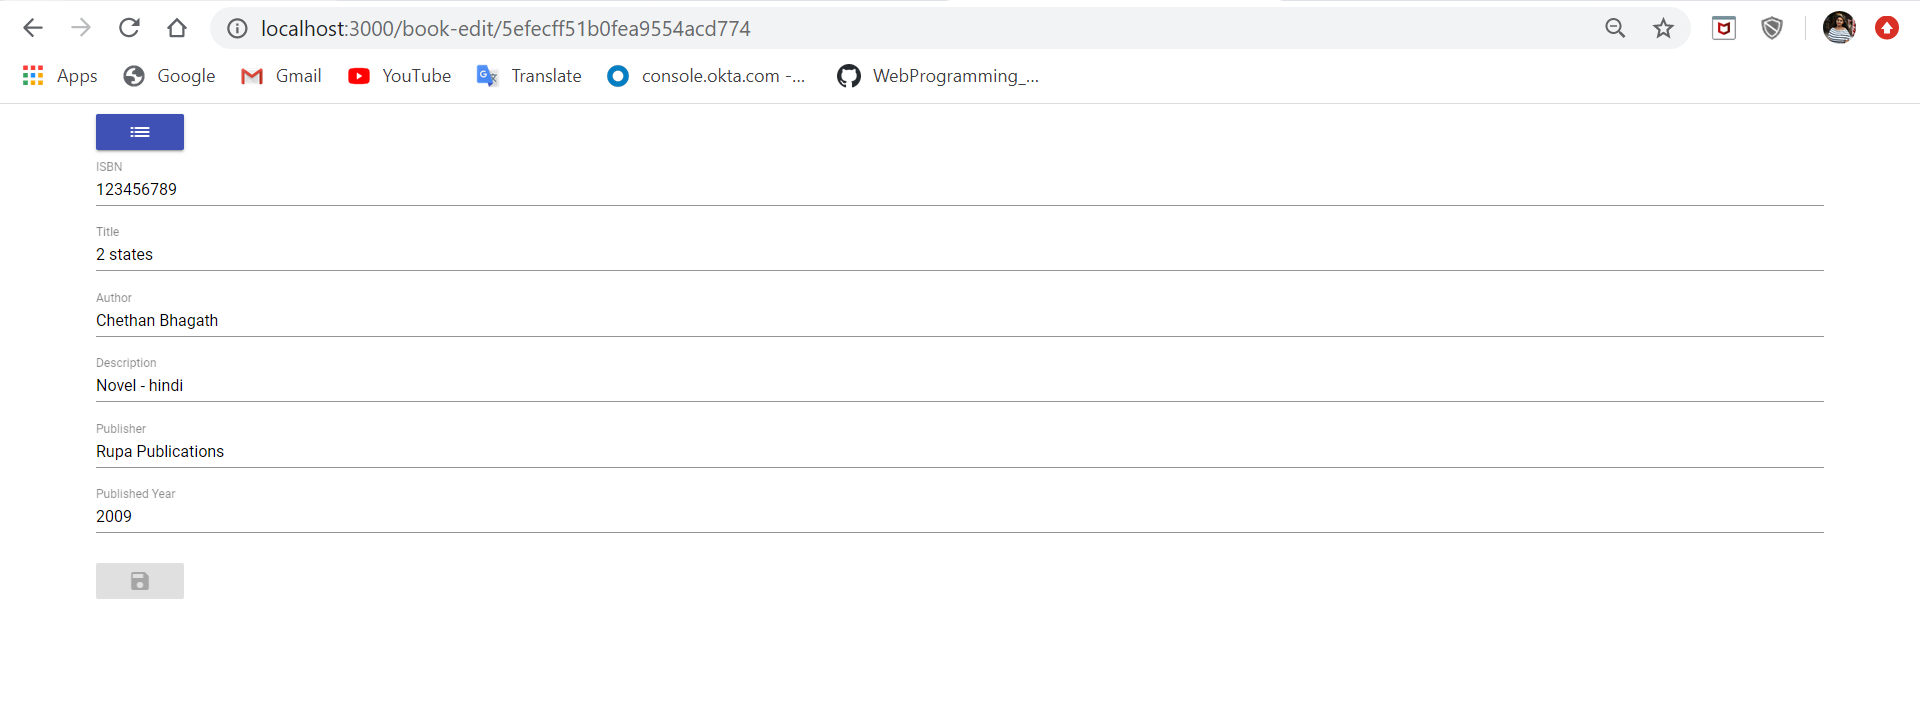 localhost:3000/book-edit/5efecff51b0fea9554acd774
Apps Google Gmail YouTube Translate console.okta.com -... WebProgramming_...
ISBN
123456789
Title
2 states
Author
Chethan Bhagath
Description
Novel - hindi
Publisher
Rupa Publications
Published Year
2009